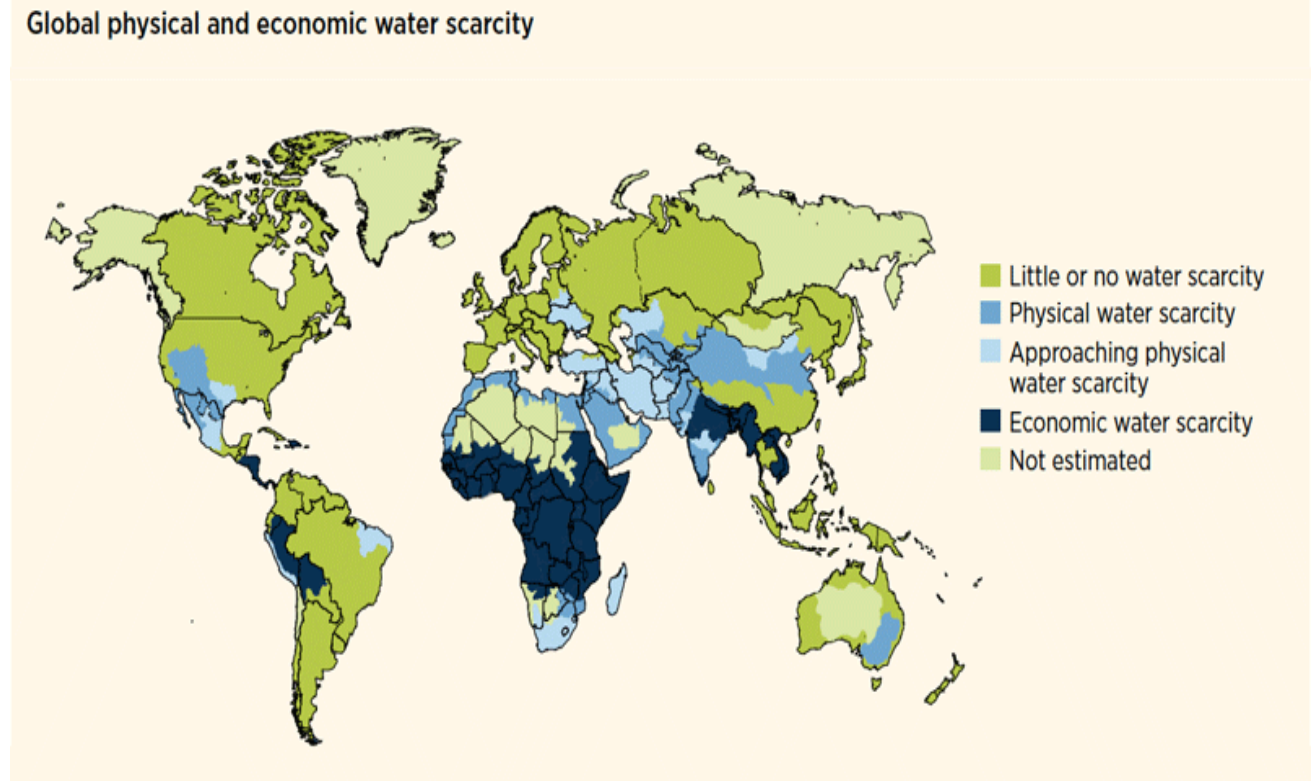 Global physical and economic water scarcity
Little or no water scarcity
Physical water scarcity
Approaching physical
water scarcity
Economic water scarcity
Not estimated